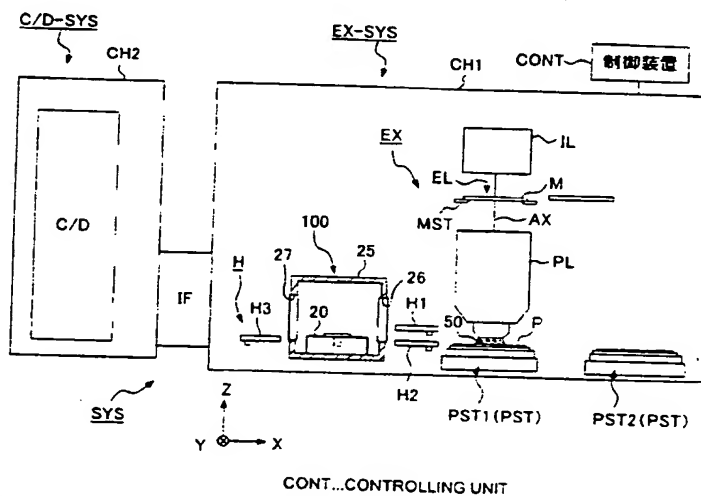 C/D-SYS
CH2
EX-SYS
CH1
CONT
制御装置
EX
IL
EL
M
MST
AX
C/D
100
25
PL
27
26
H
IF
H3
20
H1
50
P
H2
SYS
Z
Y
X
PST1(PST)
PST2(PST)
CONT...CONTROLLING UNIT